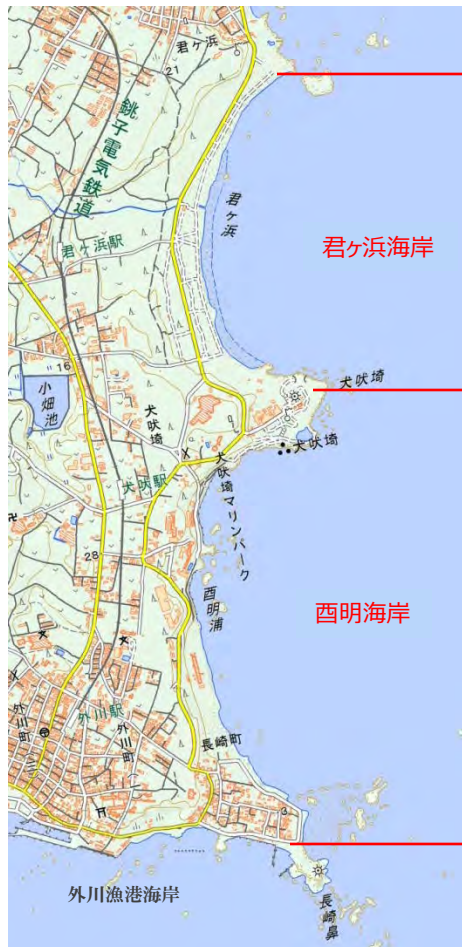 君ヶ浜
21
銚子電気鉄道
君ヶ浜
君ヶ浜海岸
君ヶ浜駅
犬吠埼
16
小畑池
犬吠埼
犬吠埼
犬吠駅
犬吠埼マリンパーク
28
酉明浦
酉明海岸
外川駅
外川町
外川町
長崎町
3
外川漁港海岸
長崎鼻